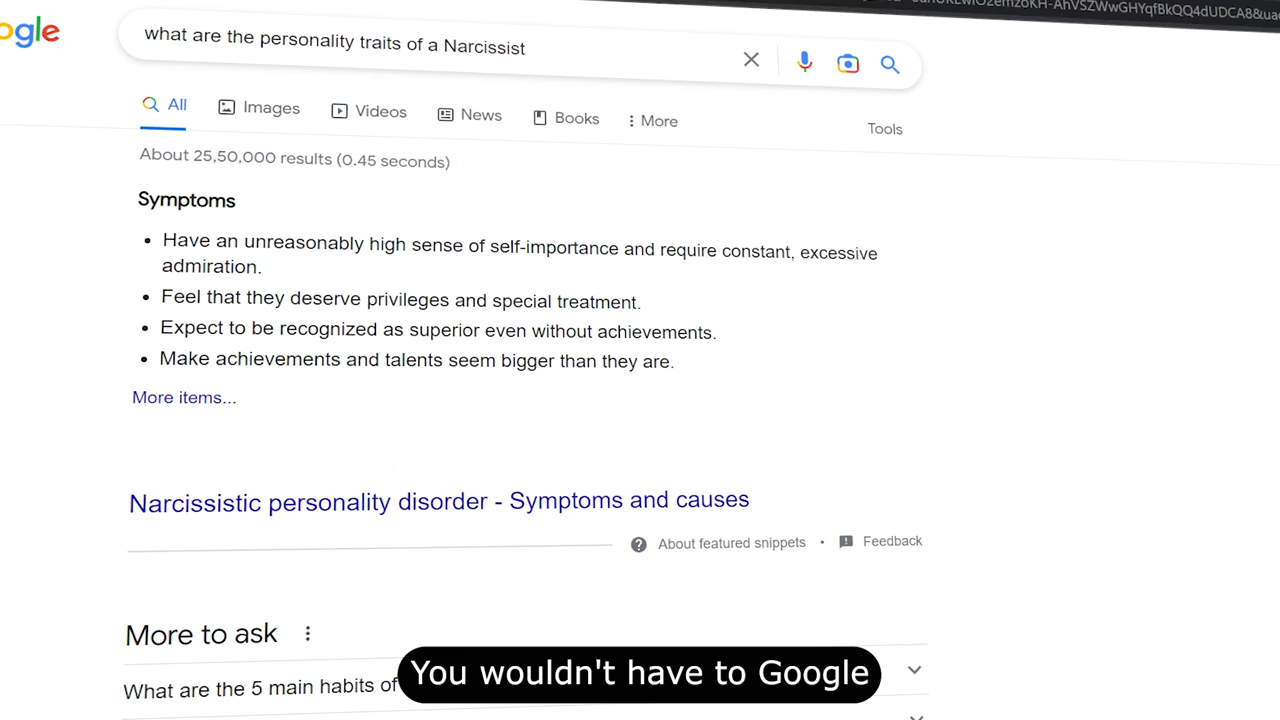 ogle
what are the personality traits of a Narcissist
All Images Videos News Books More Tools
About 25,50,000 results (0.45 seconds)
Symptoms
• Have an unreasonably high sense of self-importance and require constant, excessive
admiration.
• Feel that they deserve privileges and special treatment.
• Expect to be recognized as superior even without achievements.
• Make achievements and talents seem bigger than they are.
More items...
Narcissistic personality disorder - Symptoms and causes
About featured snippets • Feedback
More to ask
What are the 5 main habits of
You wouldn't have to Google